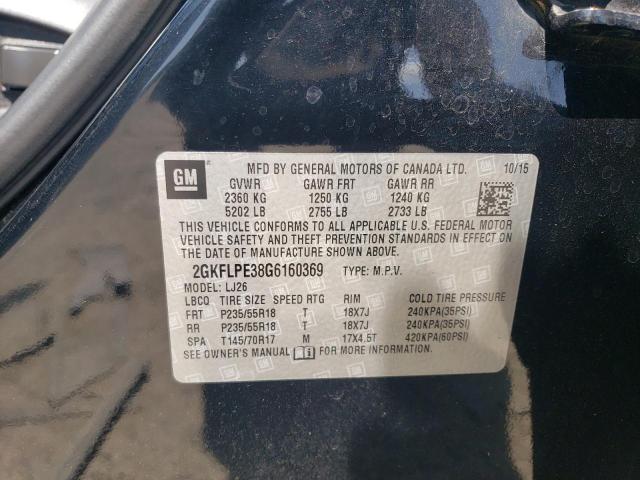 GM MFD BY GENERAL MOTORS OF CANADA LTD. 10/15
GVWR GAWR FRT GAWR RR
2360 KG 1250 KG 1240 KG
5202 LB 2755 LB 2733 LB
THIS VEHICLE CONFORMS TO ALL APPLICABLE U.S. FEDERAL MOTOR
VEHICLE SAFETY AND THEFT PREVENTION STANDARDS IN EFFECT ON
THE DATE OF MANUFACTURE SHOWN ABOVE.
2GKFLPE38G6160369 TYPE: M.P.V.
MODEL: LJ26
LBCQ TIRE SIZE SPEED RTG RIM COLD TIRE PRESSURE
FRT P235/55R18 T 18X7J 240KPA(35PSI)
RR P235/55R18 T 18X7J 240KPA(35PSI)
SPA T145/70R17 M 17X4.5T 420KPA(60PSI)
SEE OWNER'S MANUAL FOR MORE INFORMATION